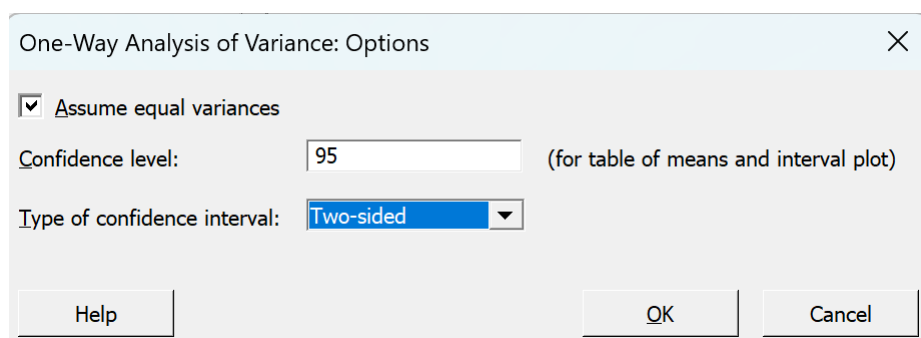 One-Way Analysis of Variance: Options
Assume equal variances
Confidence level: 95 (for table of means and interval plot)
Type of confidence interval: Two-sided
Help OK Cancel